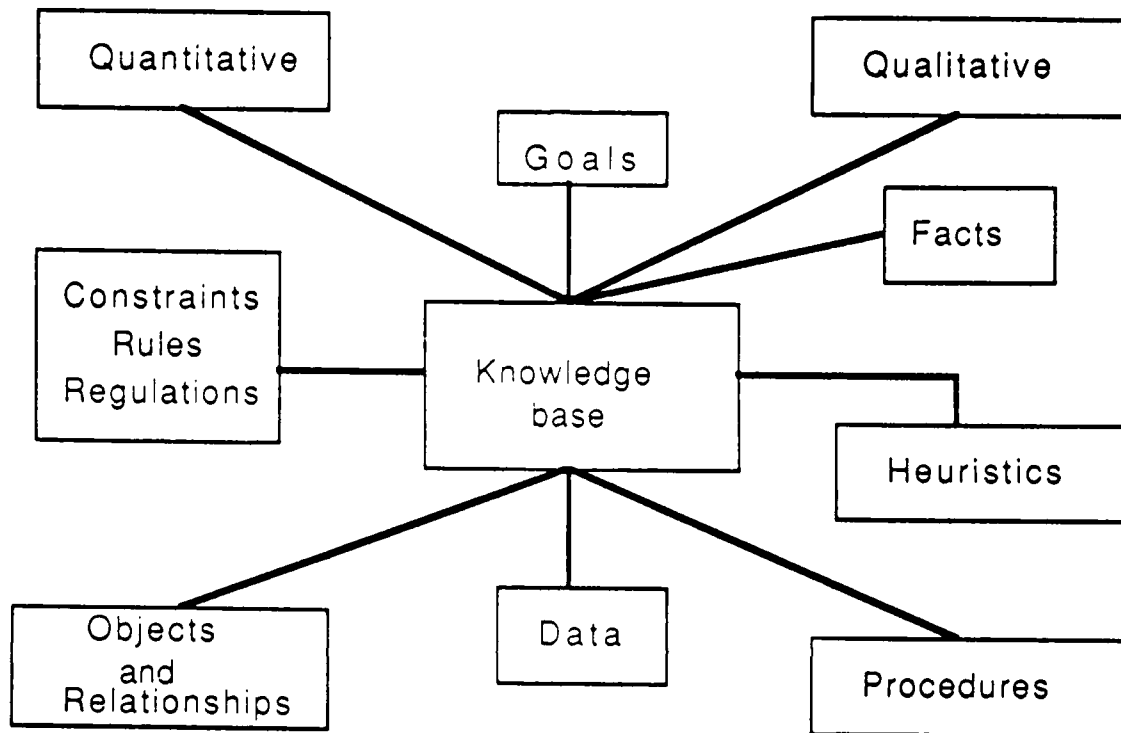 Quantitative
Qualitative
Goals
Facts
Constraints
Rules
Regulations
Knowledge
base
Heuristics
Objects
and
Relationships
Data
Procedures